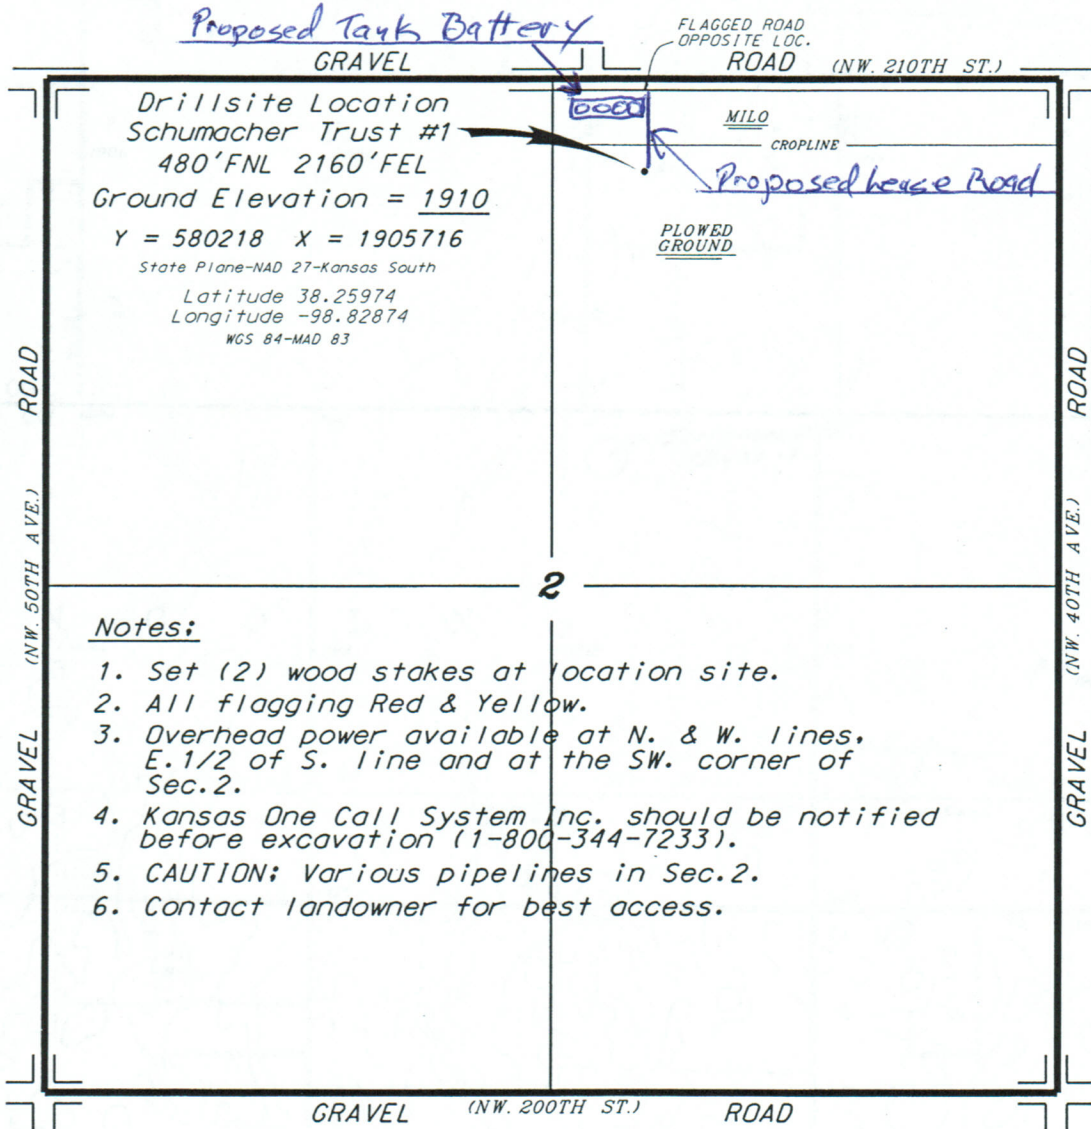 Proposed Tank Battery
FLAGGED ROAD
OPPOSITE LOC.
GRAVEL ROAD (NW. 210TH ST.)
Drillsite Location
Schumacher Trust #1
480'FNL 2160'FEL
Ground Elevation = 1910
Y = 580218 X = 1905716
State Plane-NAD 27-Kansas South
Latitude 38.25974
Longitude -98.82874
WGS 84-MAD 83
0000
MILO
CROPLINE
Proposed Lease Road
PLOWED
GROUND
GRAVEL (NW. 50TH AVE.) ROAD
GRAVEL (NW. 40TH AVE.) ROAD
2
Notes:
1. Set (2) wood stakes at location site.
2. All flagging Red & Yellow.
3. Overhead power available at N. & W. lines,
E.1/2 of S. line and at the SW. corner of
Sec.2.
4. Kansas One Call System Inc. should be notified
before excavation (1-800-344-7233).
5. CAUTION: Various pipelines in Sec.2.
6. Contact landowner for best access.
GRAVEL (NW. 200TH ST.) ROAD